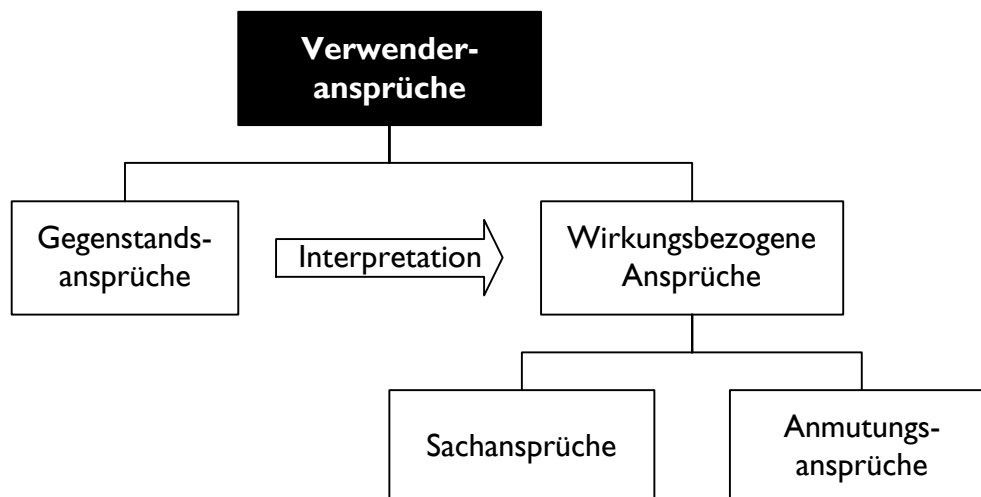 Verwender-
ansprüche
Gegenstands-
ansprüche
Interpretation
Wirkungsbezogene
Ansprüche
Sachansprüche
Anmutungs-
ansprüche